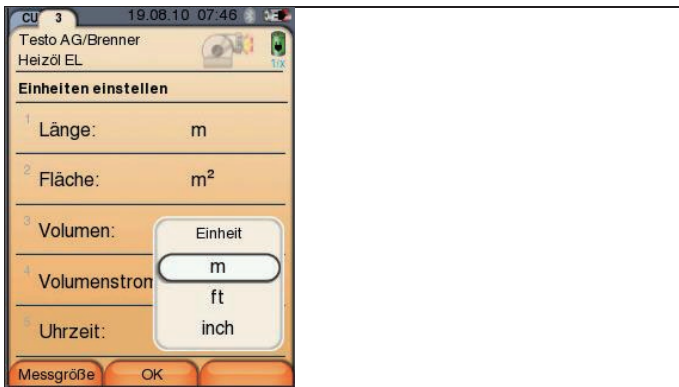 CU 3 19.08.10 07:46
Testo AG/Brenner
Heizöl EL
1/X
Einheiten einstellen
1 Länge: m
2 Fläche: m²
3 Volumen:
Einheit
m
4 Volumenstrom
ft
5 Uhrzeit:
inch
Messgröße OK